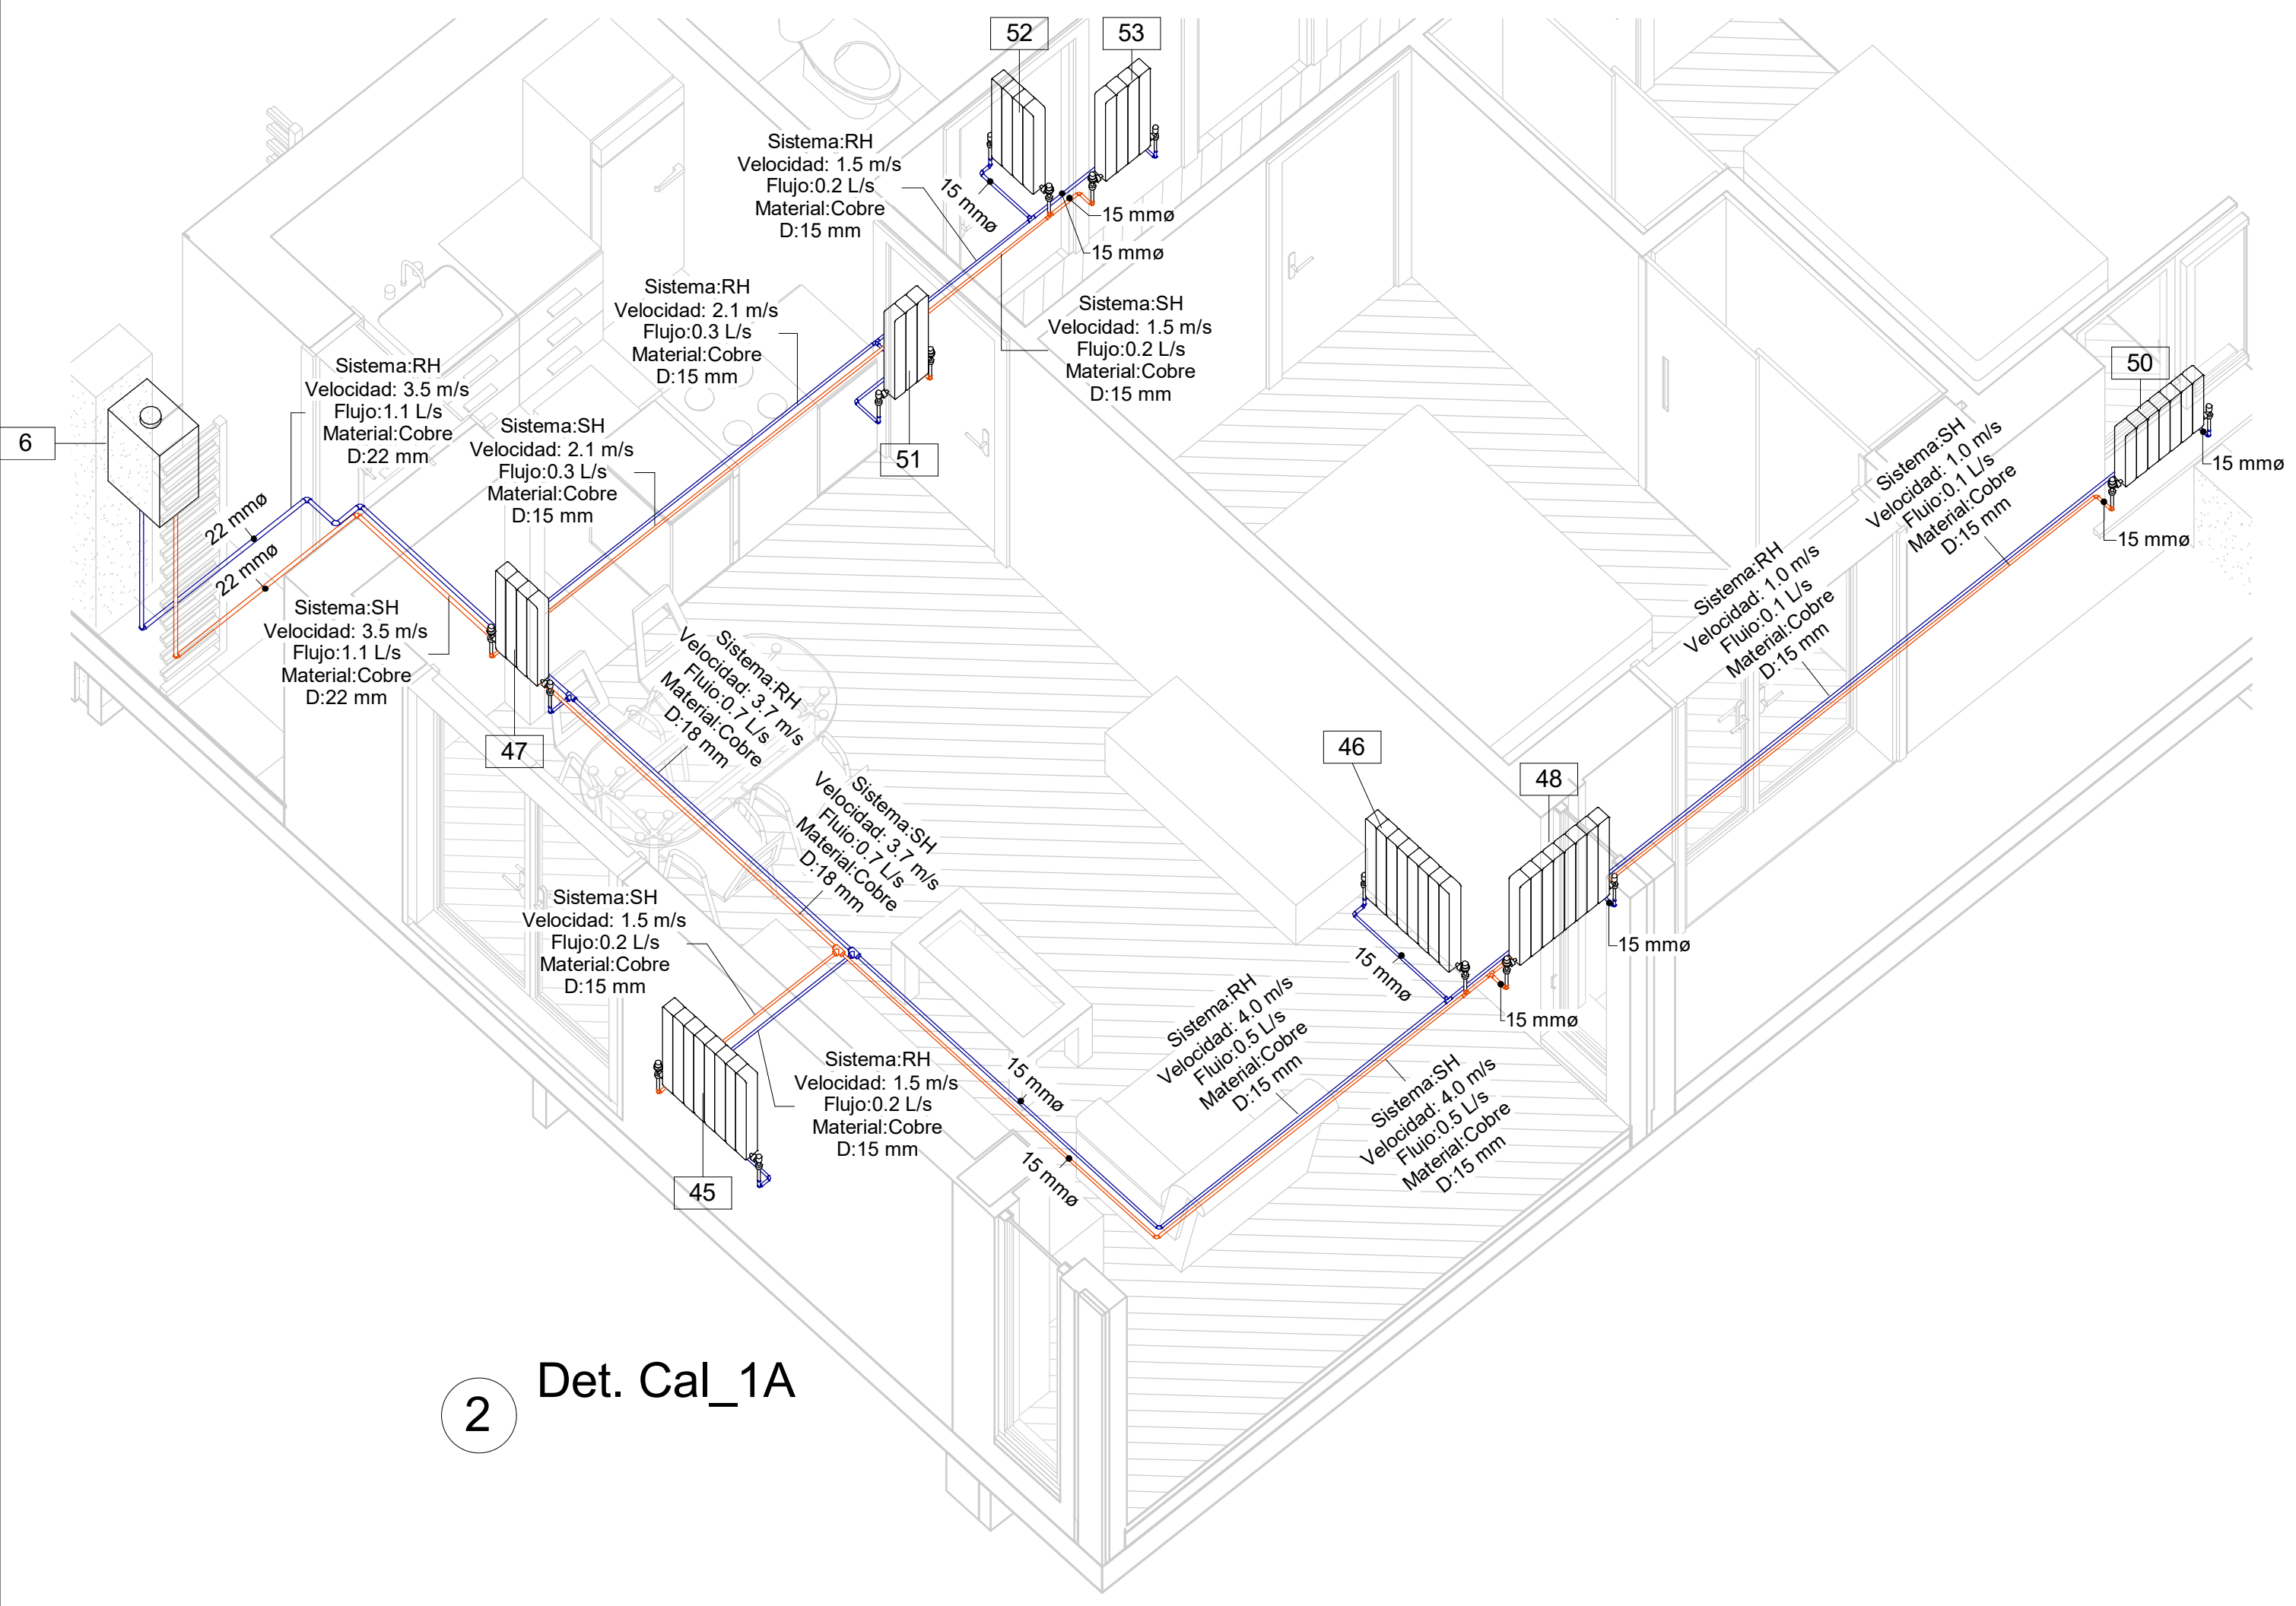 52
53
Sistema:RH
Velocidad: 1.5 m/s
Flujo:0.2 L/s
Material:Cobre
D:15 mm
15 mmø
15 mmø
15 mmø
Sistema:RH
Velocidad: 2.1 m/s
Flujo:0.3 L/s
Material:Cobre
D:15 mm
Sistema:SH
Velocidad: 1.5 m/s
Flujo:0.2 L/s
Material:Cobre
D:15 mm
Sistema:RH
Velocidad: 3.5 m/s
Flujo:1.1 L/s
Material:Cobre
D:22 mm
6
Sistema:SH
Velocidad: 2.1 m/s
Flujo:0.3 L/s
Material:Cobre
D:15 mm
51
50
Sistema:SH
Velocidad: 1.0 m/s
Flujo:0.1 L/s
Material:Cobre
D:15 mm
15 mmø
15 mmø
22 mmø
22 mmø
Sistema:RH
Velocidad: 1.0 m/s
Flujo:0.1 L/s
Material:Cobre
D:15 mm
Sistema:SH
Velocidad: 3.5 m/s
Flujo:1.1 L/s
Material:Cobre
D:22 mm
Sistema:RH
Velocidad: 3.7 m/s
Flujo:0.7 L/s
Material:Cobre
D:18 mm
47
46
48
Sistema:SH
Velocidad: 3.7 m/s
Flujo:0.7 L/s
Material:Cobre
D:18 mm
Sistema:SH
Velocidad: 1.5 m/s
Flujo:0.2 L/s
Material:Cobre
D:15 mm
15 mmø
15 mmø
15 mmø
Sistema:RH
Velocidad: 4.0 m/s
Flujo:0.5 L/s
Material:Cobre
D:15 mm
Sistema:RH
Velocidad: 1.5 m/s
Flujo:0.2 L/s
Material:Cobre
D:15 mm
15 mmø
15 mmø
Sistema:SH
Velocidad: 4.0 m/s
Flujo:0.5 L/s
Material:Cobre
D:15 mm
45
2
Det. Cal_1A